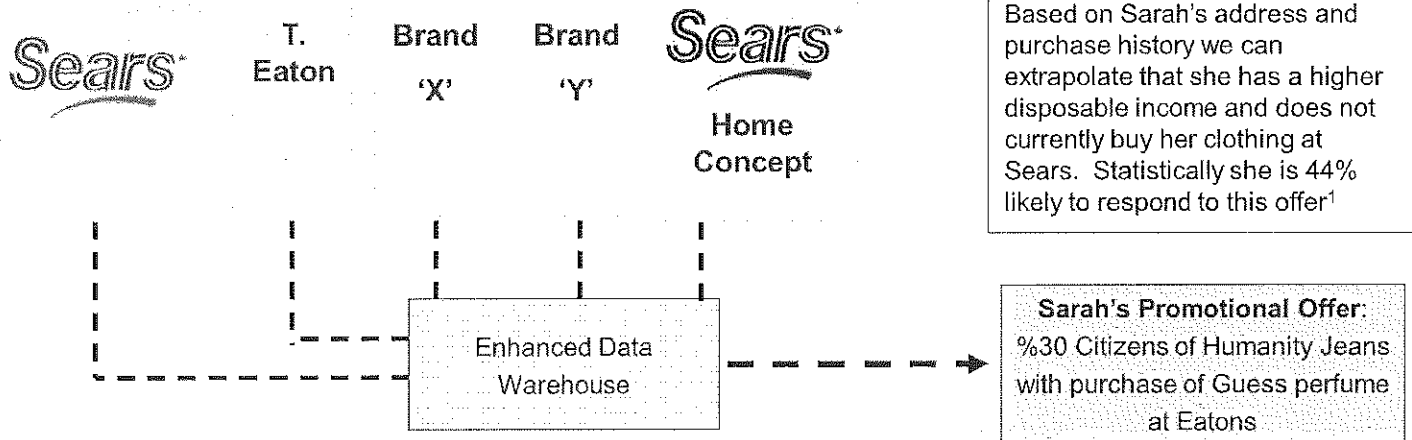 Sears
T.
Eaton
Brand
'X'
Brand
'Y'
Sears
Home
Concept
Based on Sarah's address and
purchase history we can
extrapolate that she has a higher
disposable income and does not
currently buy her clothing at
Sears. Statistically she is 44%
likely to respond to this offer1
Enhanced Data
Warehouse
Sarah's Promotional Offer:
%30 Citizens of Humanity Jeans
with purchase of Guess perfume
at Eatons